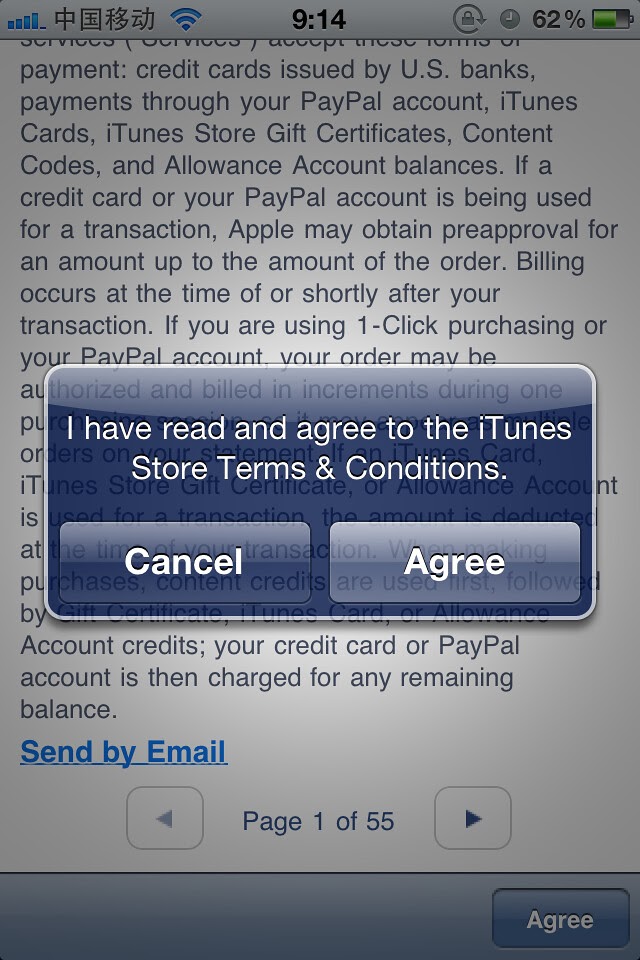 中国移动 9:14 62%
services ("Services") accept these forms of
payment: credit cards issued by U.S. banks,
payments through your PayPal account, iTunes
Cards, iTunes Store Gift Certificates, Content
Codes, and Allowance Account balances. If a
credit card or your PayPal account is being used
for a transaction, Apple may obtain preapproval for
an amount up to the amount of the order. Billing
occurs at the time of or shortly after your
transaction. If you are using 1-Click purchasing or
your PayPal account, your order may be
authorized and billed in increments during one
purchasing session, so it may appear as multiple
orders on your statement. If an iTunes Card,
iTunes Store Gift Certificate, or Allowance Account
is used for a transaction, the amount is deducted
at the time of your transaction. When making
purchases, content credits are used first, followed
by Gift Certificate, iTunes Card, or Allowance
Account credits; your credit card or PayPal
account is then charged for any remaining
balance.
I have read and agree to the iTunes
Store Terms & Conditions.
Cancel Agree
Send by Email
Page 1 of 55
Agree